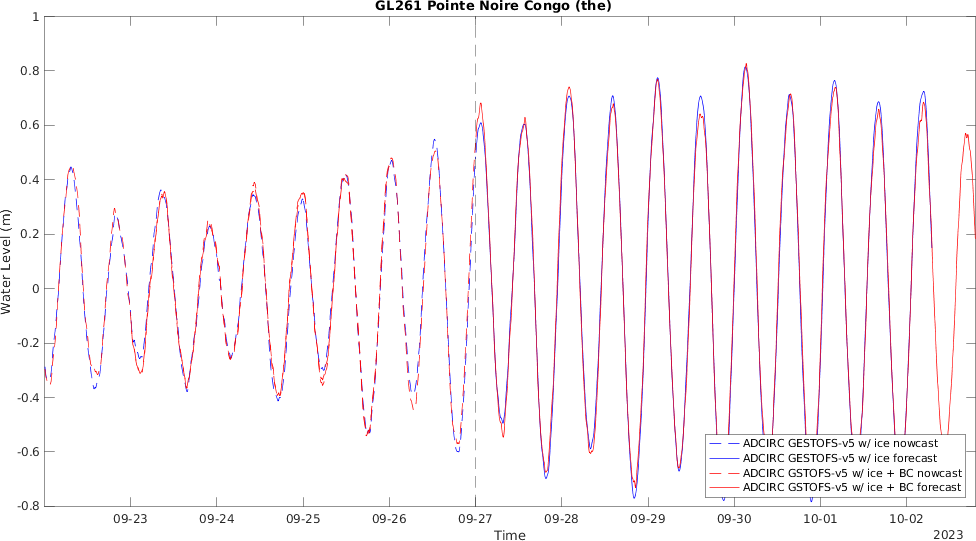 GL261 Pointe Noire Congo (the)
Water Level (m)
1
0.8
0.6
0.4
0.2
0
-0.2
-0.4
-0.6
-0.8
ADCIRC GESTOFS-v5 w/ ice nowcast
ADCIRC GESTOFS-v5 w/ ice forecast
ADCIRC GSTOFS-v5 w/ ice + BC nowcast
ADCIRC GSTOFS-v5 w/ ice + BC forecast
09-23 09-24 09-25 09-26 09-27 09-28 09-29 09-30 10-01 10-02
Time
2023